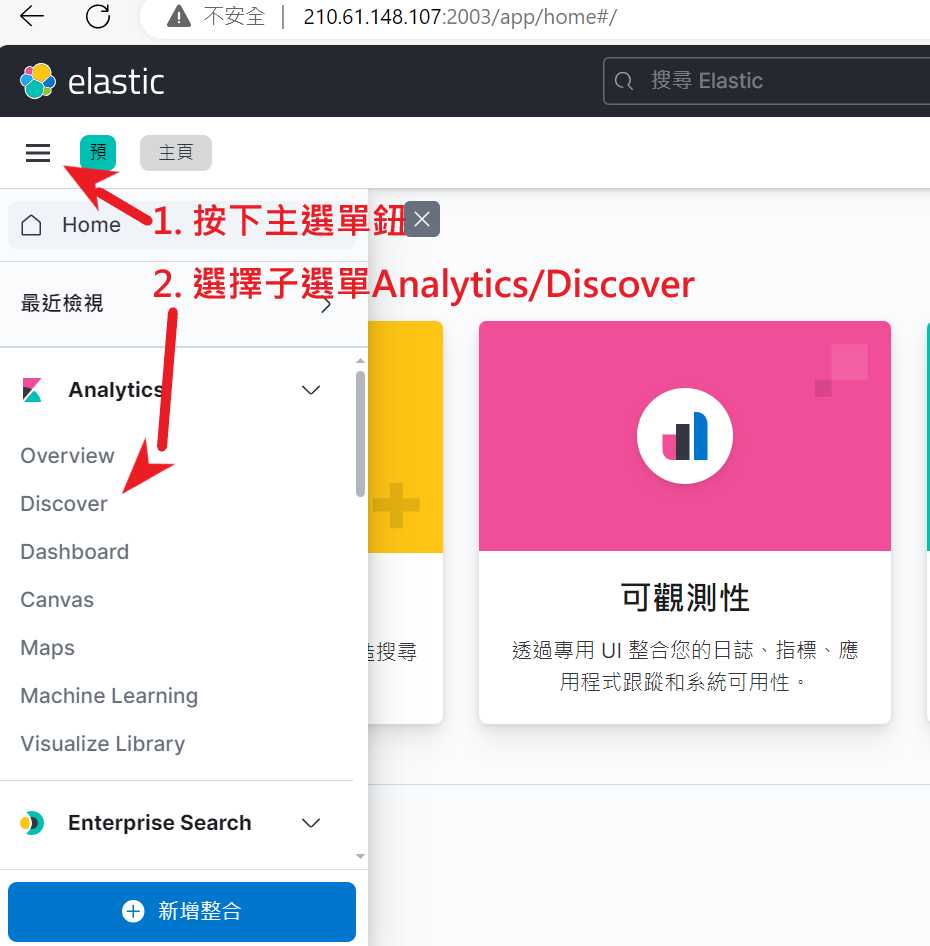 不安全 | 210.61.148.107:2003/app/home#/
elastic
搜尋 Elastic
預 主頁
Home
1. 按下主選單鈕
2. 選擇子選單Analytics/Discover
最近檢視
Analytics
Overview
Discover
Dashboard
Canvas
Maps
Machine Learning
Visualize Library
Enterprise Search
新增整合
搜尋
可觀測性
透過專用 UI 整合您的日誌、指標、應
用程式跟蹤和系統可用性。